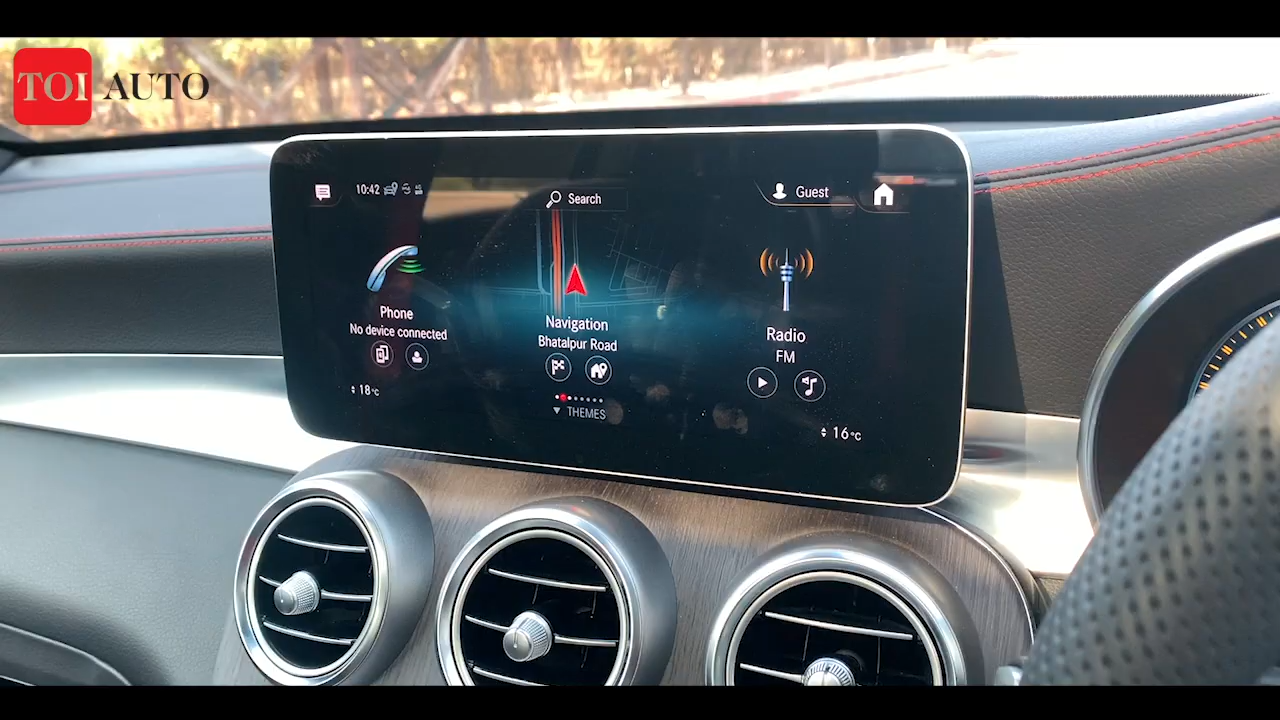 TOI AUTO
10:42
Search
Guest
Phone
No device connected
18°C
Navigation
Bhatalpur Road
THEMES
Radio
FM
16°C